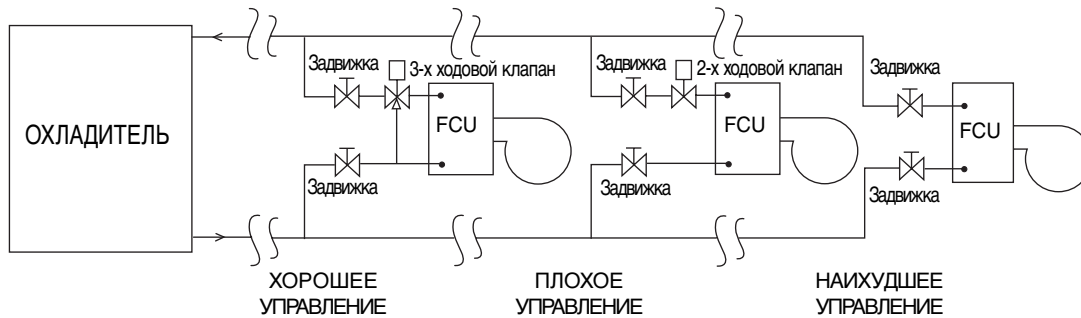 ОХЛАДИТЕЛЬ
Задвижка
3-х ходовой клапан
FCU
Задвижка
Задвижка
2-х ходовой клапан
FCU
Задвижка
Задвижка
FCU
Задвижка
ХОРОШЕЕ
УПРАВЛЕНИЕ
ПЛОХОЕ
УПРАВЛЕНИЕ
НАИХУДШЕЕ
УПРАВЛЕНИЕ